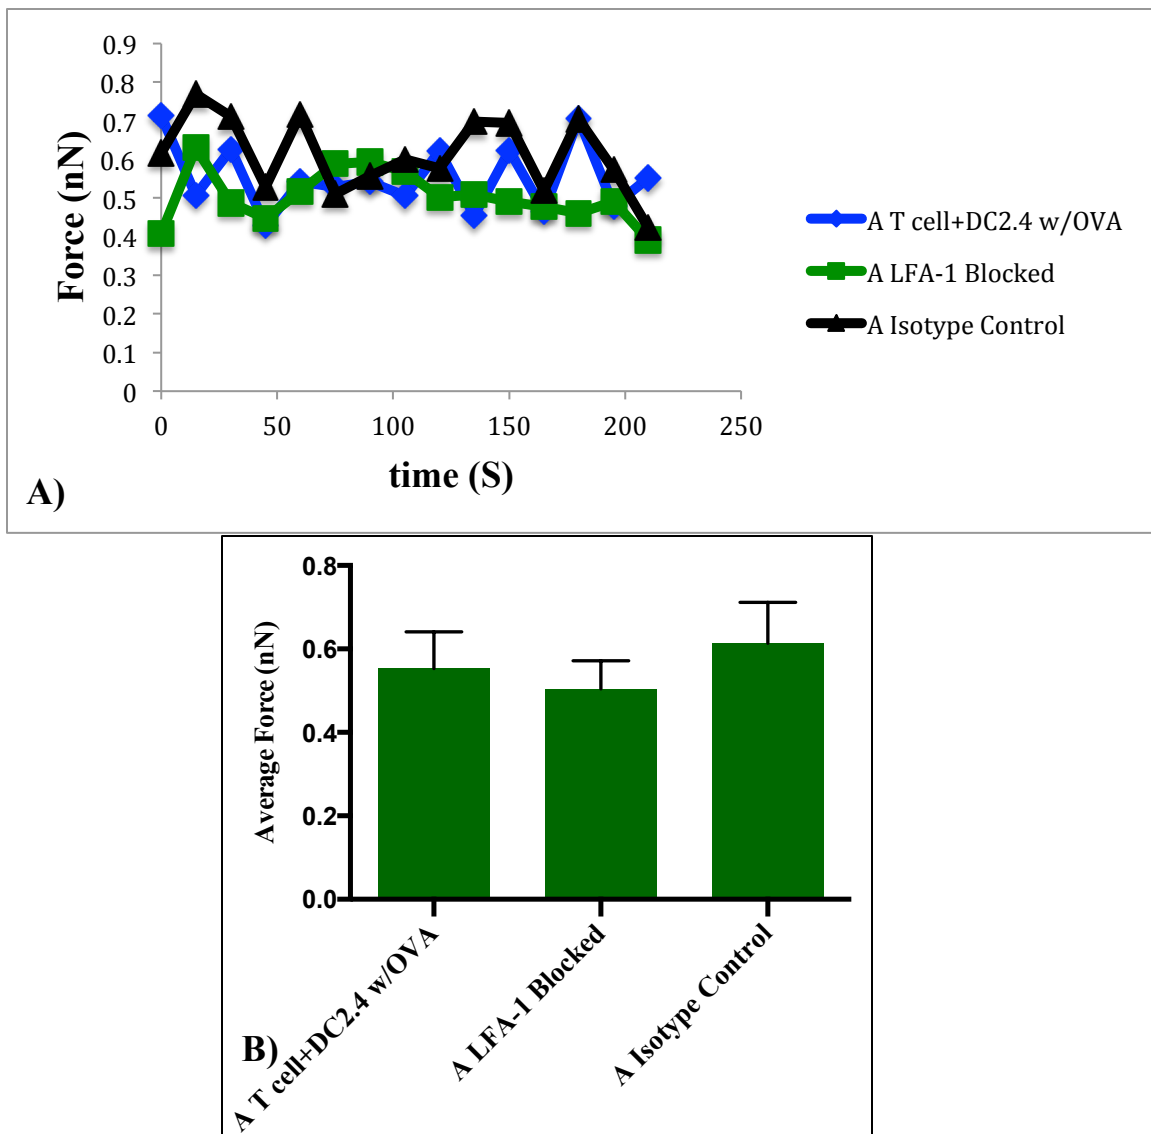 0.9
0.8
0.7
0.6
0.5
0.4
0.3
0.2
0.1
0
Force (nN)
0 50 100 150 200 250
time (S)
A T cell+DC2.4 w/OVA
A LFA-1 Blocked
A Isotype Control
A)
0.8
0.6
0.4
0.2
0.0
Average Force (nN)
A T cell+DC2.4 w/OVA
A LFA-1 Blocked
A Isotype Control
B)